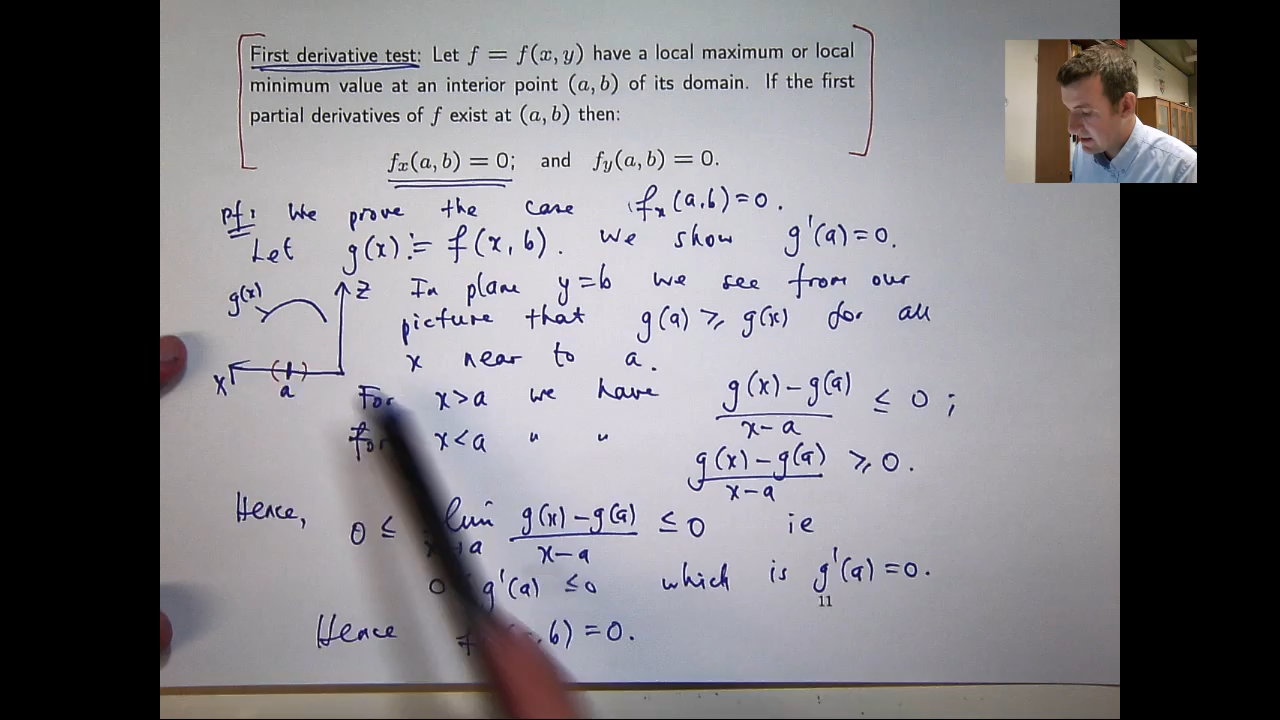 First derivative test: Let f = f(x, y) have a local maximum or local
minimum value at an interior point (a, b) of its domain. If the first
partial derivatives of f exist at (a, b) then:
fx(a, b) = 0; and fy(a, b) = 0.
Pf: We prove the case fx(a,b)=0.
Let g(x) := f(x,b). We show g'(a)=0.
g(x) z In plane y=b we see from our
picture that g(a) ≥ g(x) for all
x near to a.
x a
For x>a we have (g(x)-g(a))/(x-a) ≤ 0 ;
for x<a " " (g(x)-g(a))/(x-a) ≥ 0.
Hence, 0 ≤ lim (g(x)-g(a))/(x-a) ≤ 0 ie
0 g'(a) ≤ 0 which is g'(a)=0.
11
Hence ,b)=0.